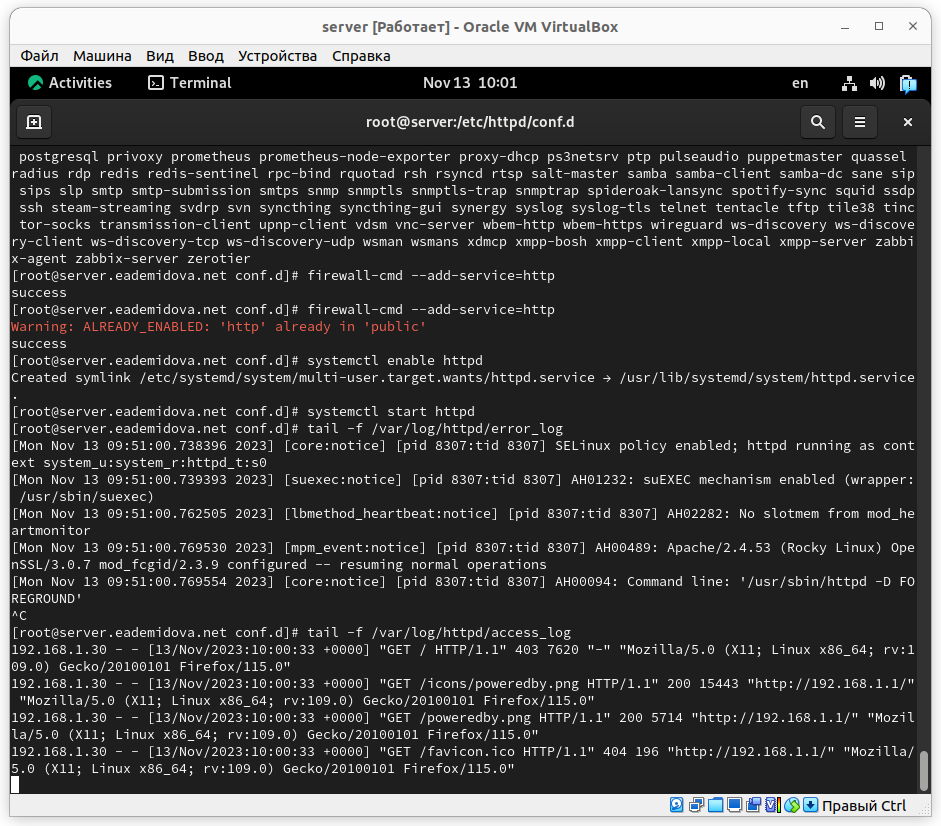 server [Работает] - Oracle VM VirtualBox
Файл Машина Вид Ввод Устройства Справка
Activities Terminal Nov 13 10:01 en
root@server:/etc/httpd/conf.d
postgresql privoxy prometheus prometheus-node-exporter proxy-dhcp ps3netsrv ptp pulseaudio puppetmaster quassel
radius rdp redis redis-sentinel rpc-bind rquotad rsh rsyncd rtsp salt-master samba samba-client samba-dc sane sip
sips slp smtp smtp-submission smtps snmp snmptls snmptls-trap snmptrap spideroak-lansync spotify-sync squid ssdp
ssh steam-streaming svdrp svn syncthing syncthing-gui synergy syslog syslog-tls telnet tentacle tftp tile38 tinc
tor-socks transmission-client upnp-client vdsm vnc-server wbem-http wbem-https wireguard ws-discovery ws-discove
ry-client ws-discovery-tcp ws-discovery-udp wsman wsmans xdmcp xmpp-bosh xmpp-client xmpp-local xmpp-server zabbi
x-agent zabbix-server zerotier
[root@server.eademidova.net conf.d]# firewall-cmd --add-service=http
success
[root@server.eademidova.net conf.d]# firewall-cmd --add-service=http
Warning: ALREADY_ENABLED: 'http' already in 'public'
success
[root@server.eademidova.net conf.d]# systemctl enable httpd
Created symlink /etc/systemd/system/multi-user.target.wants/httpd.service → /usr/lib/systemd/system/httpd.service
.
[root@server.eademidova.net conf.d]# systemctl start httpd
[root@server.eademidova.net conf.d]# tail -f /var/log/httpd/error_log
[Mon Nov 13 09:51:00.738396 2023] [core:notice] [pid 8307:tid 8307] SELinux policy enabled; httpd running as cont
ext system_u:system_r:httpd_t:s0
[Mon Nov 13 09:51:00.739393 2023] [suexec:notice] [pid 8307:tid 8307] AH01232: suEXEC mechanism enabled (wrapper:
/usr/sbin/suexec)
[Mon Nov 13 09:51:00.762505 2023] [lbmethod_heartbeat:notice] [pid 8307:tid 8307] AH02282: No slotmem from mod_he
artmonitor
[Mon Nov 13 09:51:00.769530 2023] [mpm_event:notice] [pid 8307:tid 8307] AH00489: Apache/2.4.53 (Rocky Linux) Ope
nSSL/3.0.7 mod_fcgid/2.3.9 configured -- resuming normal operations
[Mon Nov 13 09:51:00.769554 2023] [core:notice] [pid 8307:tid 8307] AH00094: Command line: '/usr/sbin/httpd -D FO
REGROUND'
^C
[root@server.eademidova.net conf.d]# tail -f /var/log/httpd/access_log
192.168.1.30 - - [13/Nov/2023:10:00:33 +0000] "GET / HTTP/1.1" 403 7620 "-" "Mozilla/5.0 (X11; Linux x86_64; rv:1
09.0) Gecko/20100101 Firefox/115.0"
192.168.1.30 - - [13/Nov/2023:10:00:33 +0000] "GET /icons/poweredby.png HTTP/1.1" 200 15443 "http://192.168.1.1/"
"Mozilla/5.0 (X11; Linux x86_64; rv:109.0) Gecko/20100101 Firefox/115.0"
192.168.1.30 - - [13/Nov/2023:10:00:33 +0000] "GET /poweredby.png HTTP/1.1" 200 5714 "http://192.168.1.1/" "Mozil
la/5.0 (X11; Linux x86_64; rv:109.0) Gecko/20100101 Firefox/115.0"
192.168.1.30 - - [13/Nov/2023:10:00:33 +0000] "GET /favicon.ico HTTP/1.1" 404 196 "http://192.168.1.1/" "Mozilla/
5.0 (X11; Linux x86_64; rv:109.0) Gecko/20100101 Firefox/115.0"
Правый Ctrl